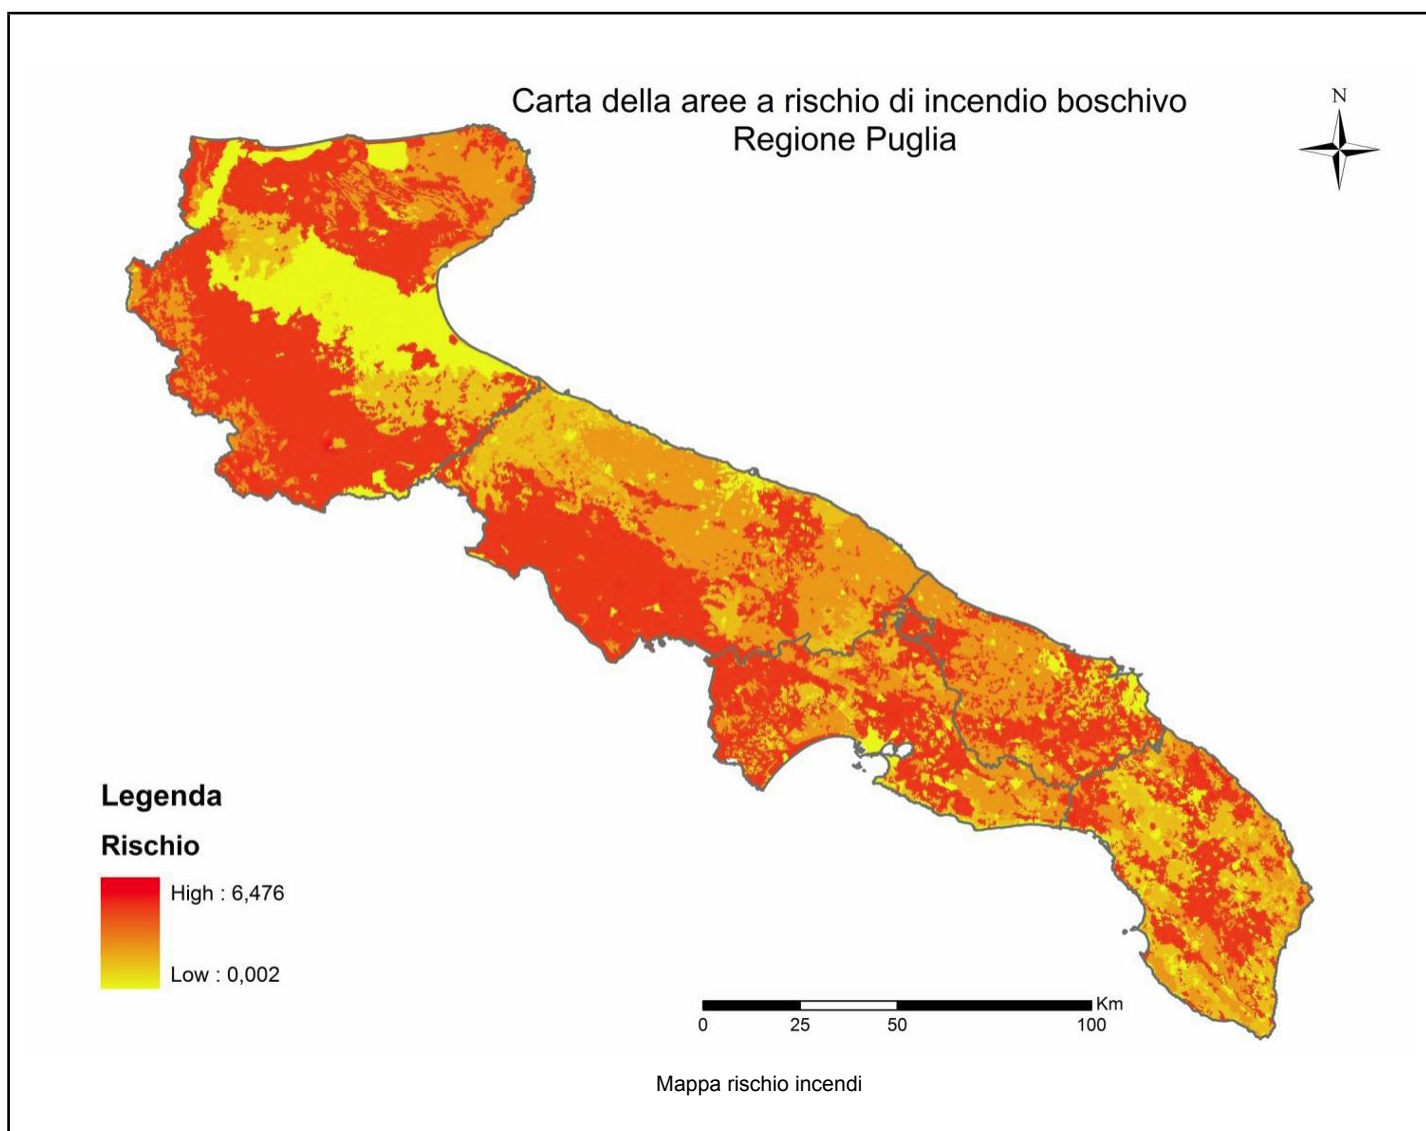 Carta della aree a rischio di incendio boschivo
Regione Puglia
N
Legenda
Rischio
High : 6,476
Low : 0,002
Km
0 25 50 100
Mappa rischio incendi